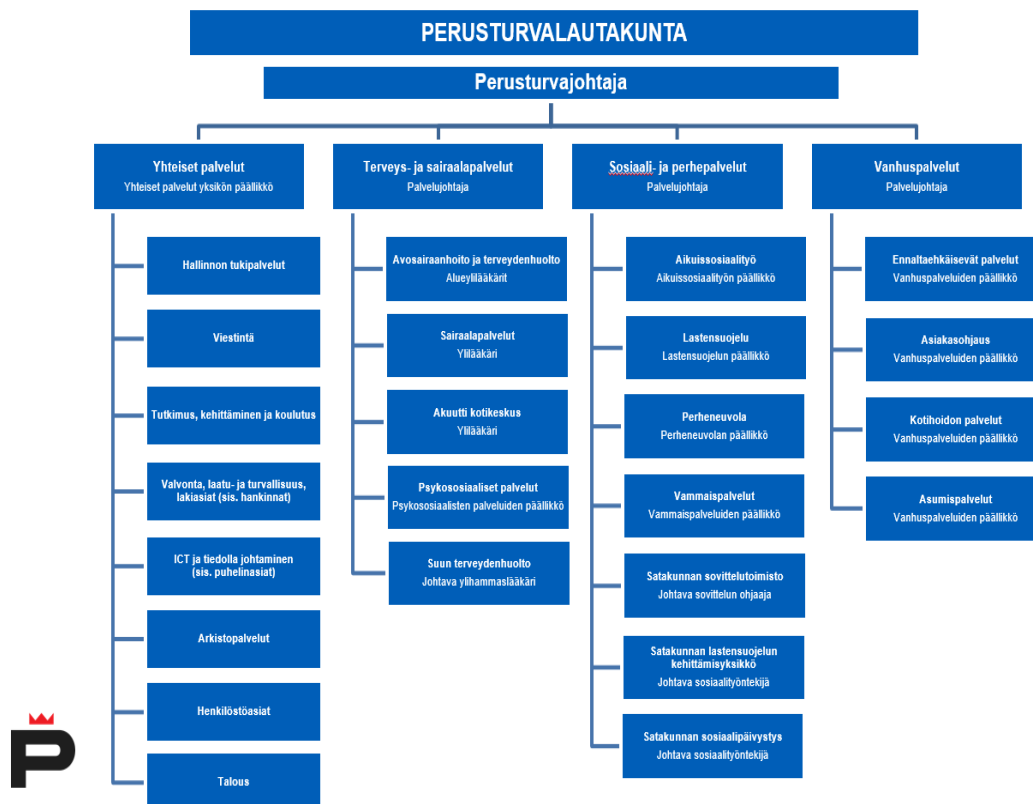 PERUSTURVALAUTAKUNTA
Perusturvajohtaja
Yhteiset palvelut
Yhteiset palvelut yksikön päällikkö
Hallinnon tukipalvelut
Viestintä
Tutkimus, kehittäminen ja koulutus
Valvonta, laatu- ja turvallisuus,
lakiasiat (sis. hankinnat)
ICT ja tiedolla johtaminen
(sis. puhelinasiat)
Arkistopalvelut
Henkilöstöasiat
Talous
Terveys- ja sairaalapalvelut
Palvelujohtaja
Avosairaanhoito ja terveydenhuolto
Alueylilääkärit
Sairaalapalvelut
Ylilääkäri
Akuutti kotikeskus
Ylilääkäri
Psykososiaaliset palvelut
Psykososiaalisten palveluiden päällikkö
Suun terveydenhuolto
Johtava ylihammaslääkäri
Sosiaali- ja perhepalvelut
Palvelujohtaja
Aikuissosiaalityö
Aikuissosiaalityön päällikkö
Lastensuojelu
Lastensuojelun päällikkö
Perheneuvola
Perheneuvolan päällikkö
Vammaispalvelut
Vammaispalveluiden päällikkö
Satakunnan sovittelutoimisto
Johtava sovittelun ohjaaja
Satakunnan lastensuojelun
kehittämisyksikkö
Johtava sosiaalityöntekijä
Satakunnan sosiaalipäivystys
Johtava sosiaalityöntekijä
Vanhuspalvelut
Palvelujohtaja
Ennaltaehkäisevät palvelut
Vanhuspalveluiden päällikkö
Asiakasohjaus
Vanhuspalveluiden päällikkö
Kotihoidon palvelut
Vanhuspalveluiden päällikkö
Asumispalvelut
Vanhuspalveluiden päällikkö
P